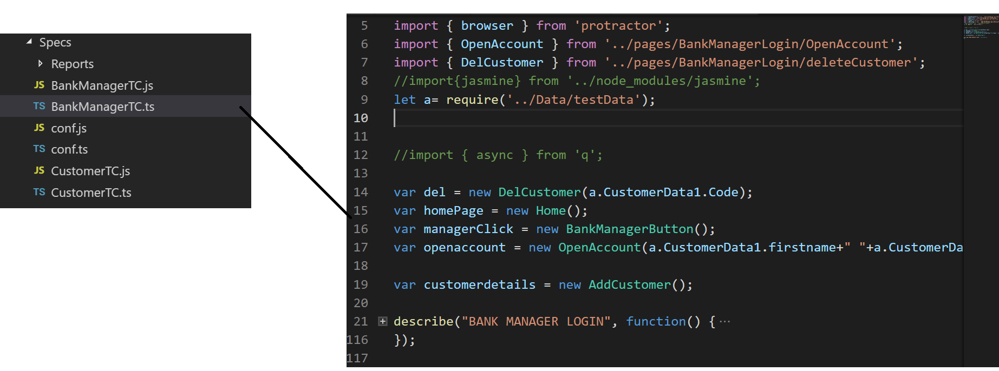 Specs
Reports
JS BankManagerTC.js
TS BankManagerTC.ts
JS conf.js
TS conf.ts
JS CustomerTC.js
TS CustomerTC.ts
5 import { browser } from 'protractor';
6 import { OpenAccount } from '../pages/BankManagerLogin/OpenAccount';
7 import { DelCustomer } from '../pages/BankManagerLogin/deleteCustomer';
8 //import{jasmine} from '../node_modules/jasmine';
9 let a= require('../Data/testData');
10
11
12 //import { async } from 'q';
13
14 var del = new DelCustomer(a.CustomerData1.Code);
15 var homePage = new Home();
16 var managerClick = new BankManagerButton();
17 var openaccount = new OpenAccount(a.CustomerData1.firstname+" "+a.CustomerDa
18
19 var customerdetails = new AddCustomer();
20
21 describe("BANK MANAGER LOGIN", function() {···
116 });
117